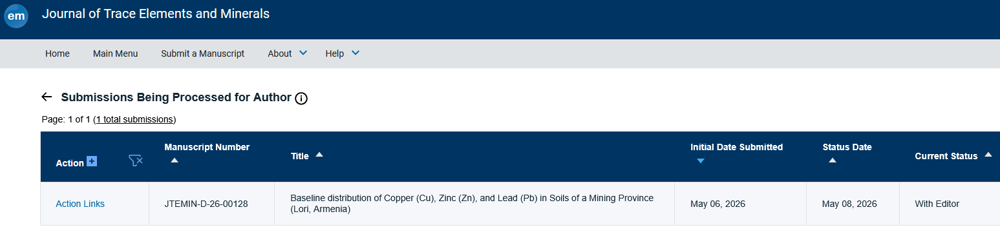 em
Journal of Trace Elements and Minerals
Home Main Menu Submit a Manuscript About Help
Submissions Being Processed for Author
Page: 1 of 1 (1 total submissions)
Action Manuscript Number Title Initial Date Submitted Status Date Current Status
Action Links JTEMIN-D-26-00128 Baseline distribution of Copper (Cu), Zinc (Zn), and Lead (Pb) in Soils of a Mining Province
(Lori, Armenia) May 06, 2026 May 08, 2026 With Editor